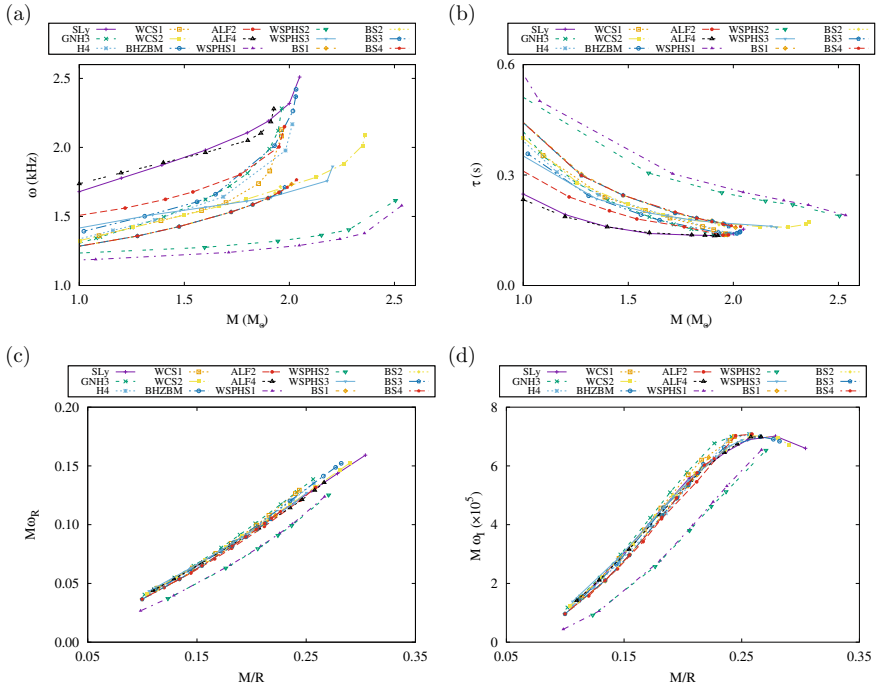 (a)
SLy WCS1 ALF2 WSPHS2 BS2
GNH3 WCS2 ALF4 WSPHS3 BS3
H4 BHZBM WSPHS1 BS1 BS4
2.5
2.0
1.5
1.0
ω (kHz)
1.0 1.5 2.0 2.5
M (M⊙)
(b)
SLy WCS1 ALF2 WSPHS2 BS2
GNH3 WCS2 ALF4 WSPHS3 BS3
H4 BHZBM WSPHS1 BS1 BS4
0.6
0.3
0.0
τ (s)
1.0 1.5 2.0 2.5
M (M⊙)
(c)
SLy WCS1 ALF2 WSPHS2 BS2
GNH3 WCS2 ALF4 WSPHS3 BS3
H4 BHZBM WSPHS1 BS1 BS4
0.20
0.15
0.10
0.05
0.00
MωR
0.05 0.15 0.25 0.35
M/R
(d)
SLy WCS1 ALF2 WSPHS2 BS2
GNH3 WCS2 ALF4 WSPHS3 BS3
H4 BHZBM WSPHS1 BS1 BS4
8
6
4
2
0
M ωI (×10⁵)
0.05 0.15 0.25 0.35
M/R